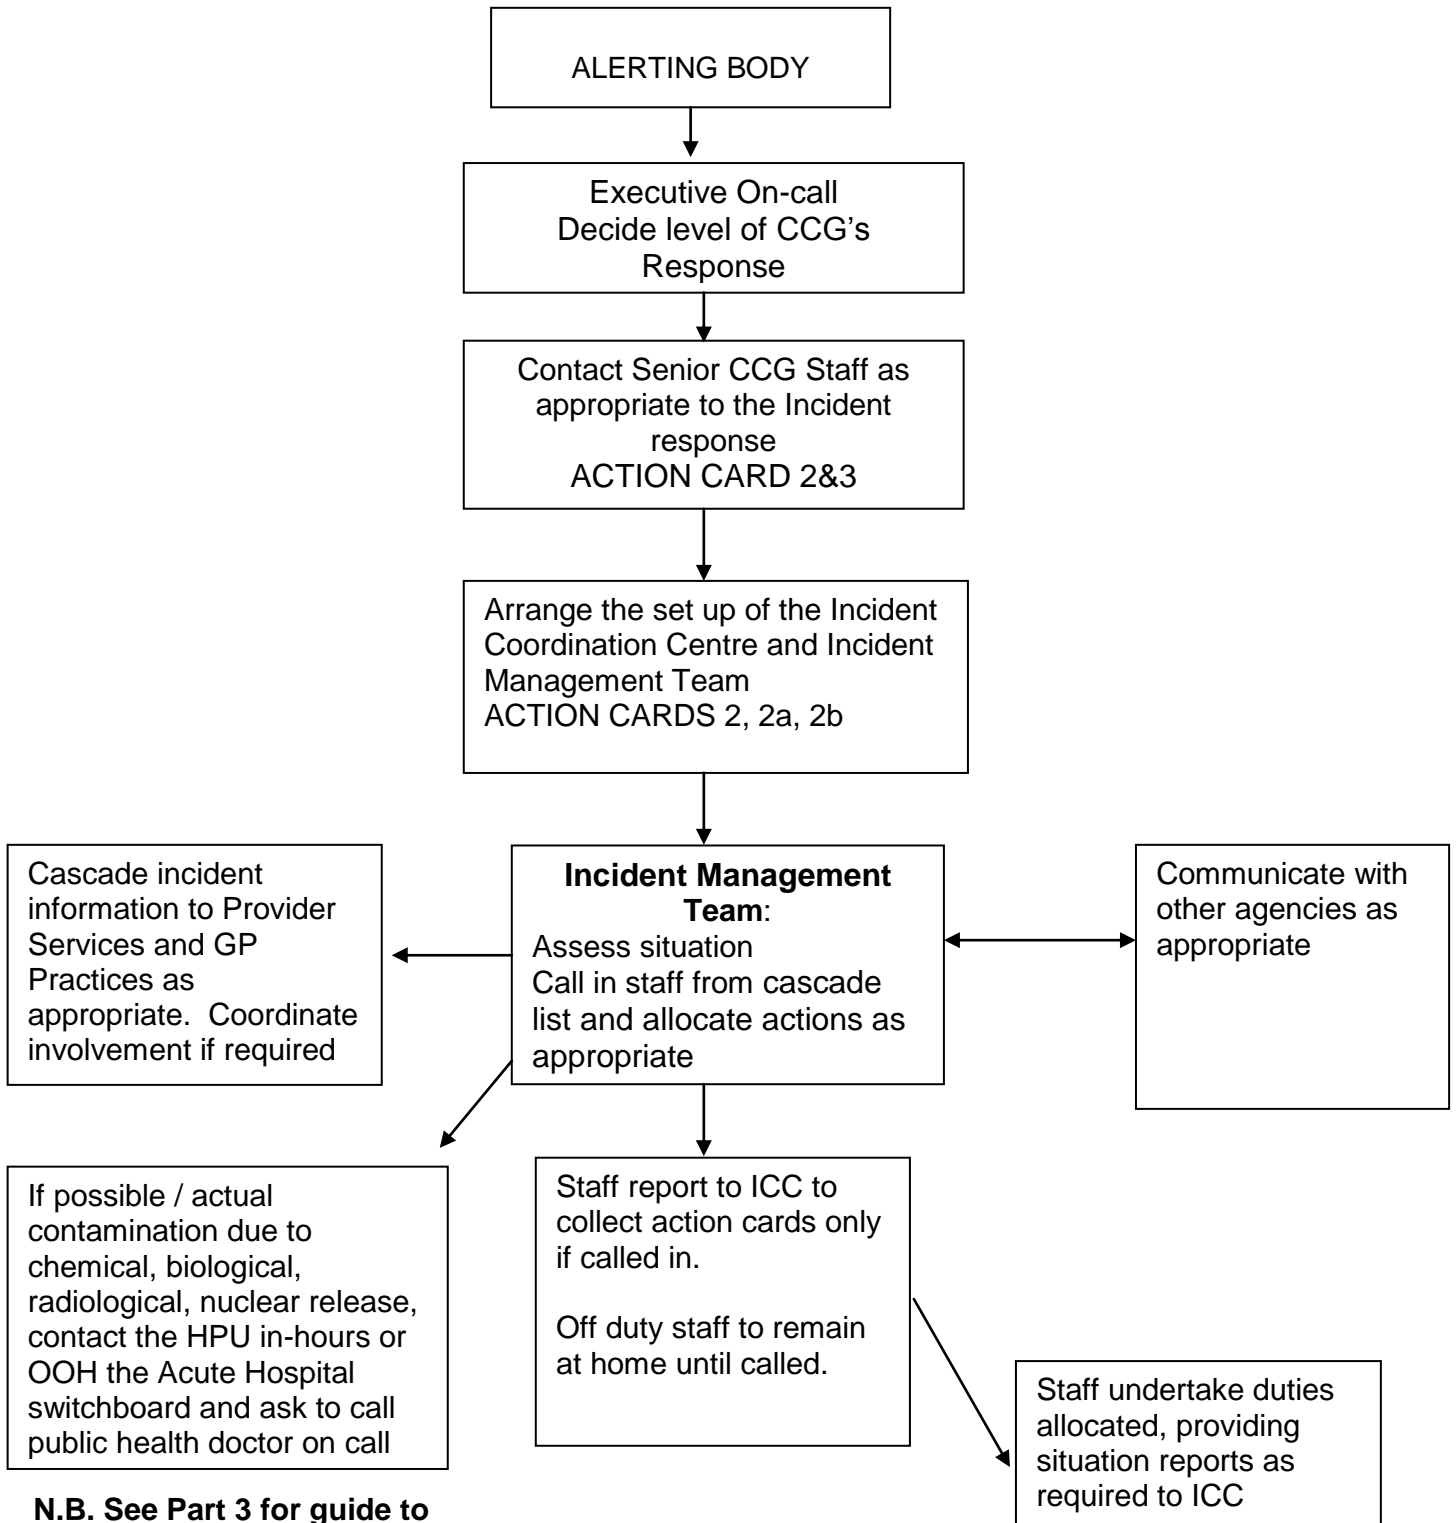 ALERTING BODY
Executive On-call
Decide level of CCG's
Response
Contact Senior CCG Staff as
appropriate to the Incident
response
ACTION CARD 2&3
Arrange the set up of the Incident
Coordination Centre and Incident
Management Team
ACTION CARDS 2, 2a, 2b
Cascade incident
information to Provider
Services and GP
Practices as
appropriate.  Coordinate
involvement if required
Incident Management
Team:
Assess situation
Call in staff from cascade
list and allocate actions as
appropriate
Communicate with
other agencies as
appropriate
If possible / actual
contamination due to
chemical, biological,
radiological, nuclear release,
contact the HPU in-hours or
OOH the Acute Hospital
switchboard and ask to call
public health doctor on call
Staff report to ICC to
collect action cards only
if called in.
Off duty staff to remain
at home until called.
Staff undertake duties
allocated, providing
situation reports as
required to ICC
N.B. See Part 3 for guide to